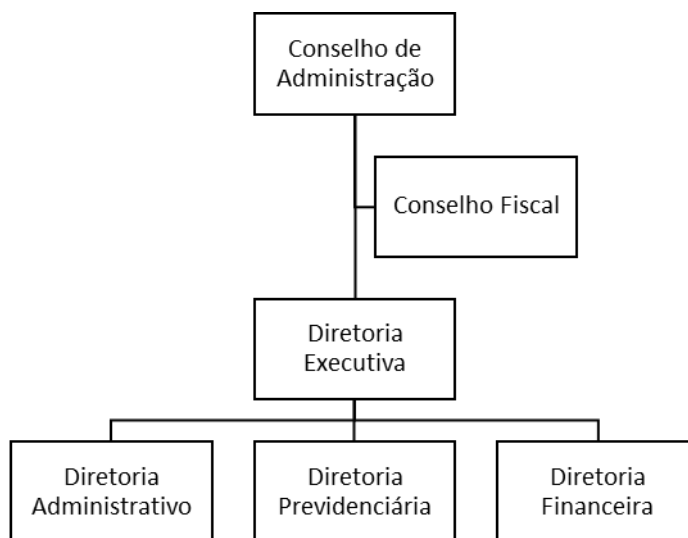 Conselho de
Administração
Conselho Fiscal
Diretoria
Executiva
Diretoria
Administrativo
Diretoria
Previdenciária
Diretoria
Financeira